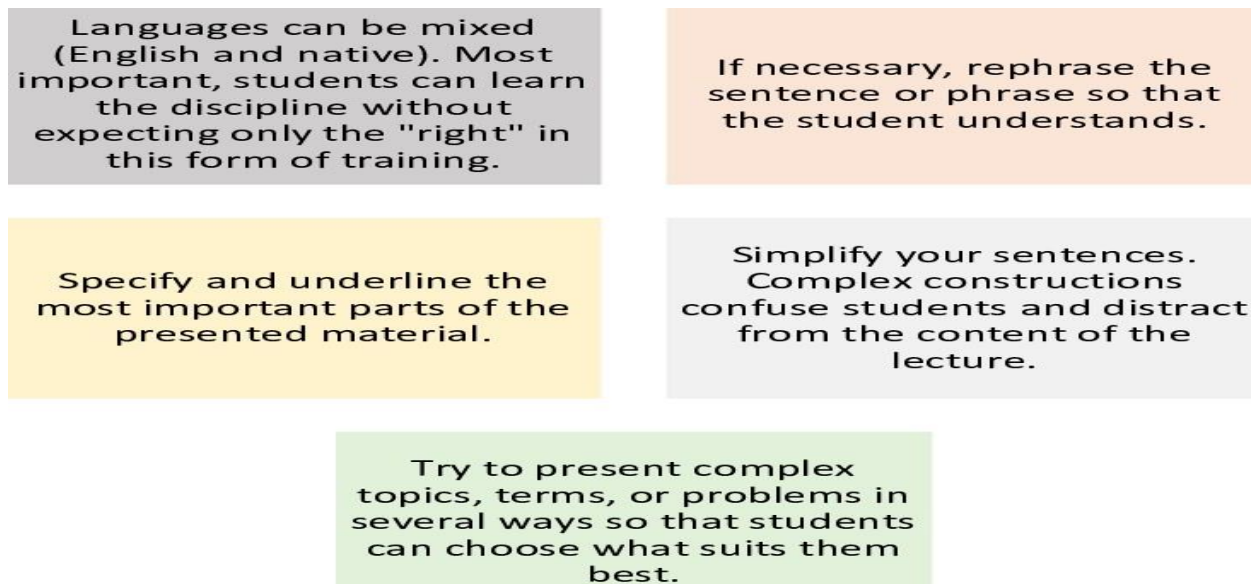 Languages can be mixed
(English and native). Most
important, students can learn
the discipline without
expecting only the "right" in
this form of training.
If necessary, rephrase the
sentence or phrase so that
the student understands.
Specify and underline the
most important parts of the
presented material.
Simplify your sentences.
Complex constructions
confuse students and distract
from the content of the
lecture.
Try to present complex
topics, terms, or problems in
several ways so that students
can choose what suits them
best.